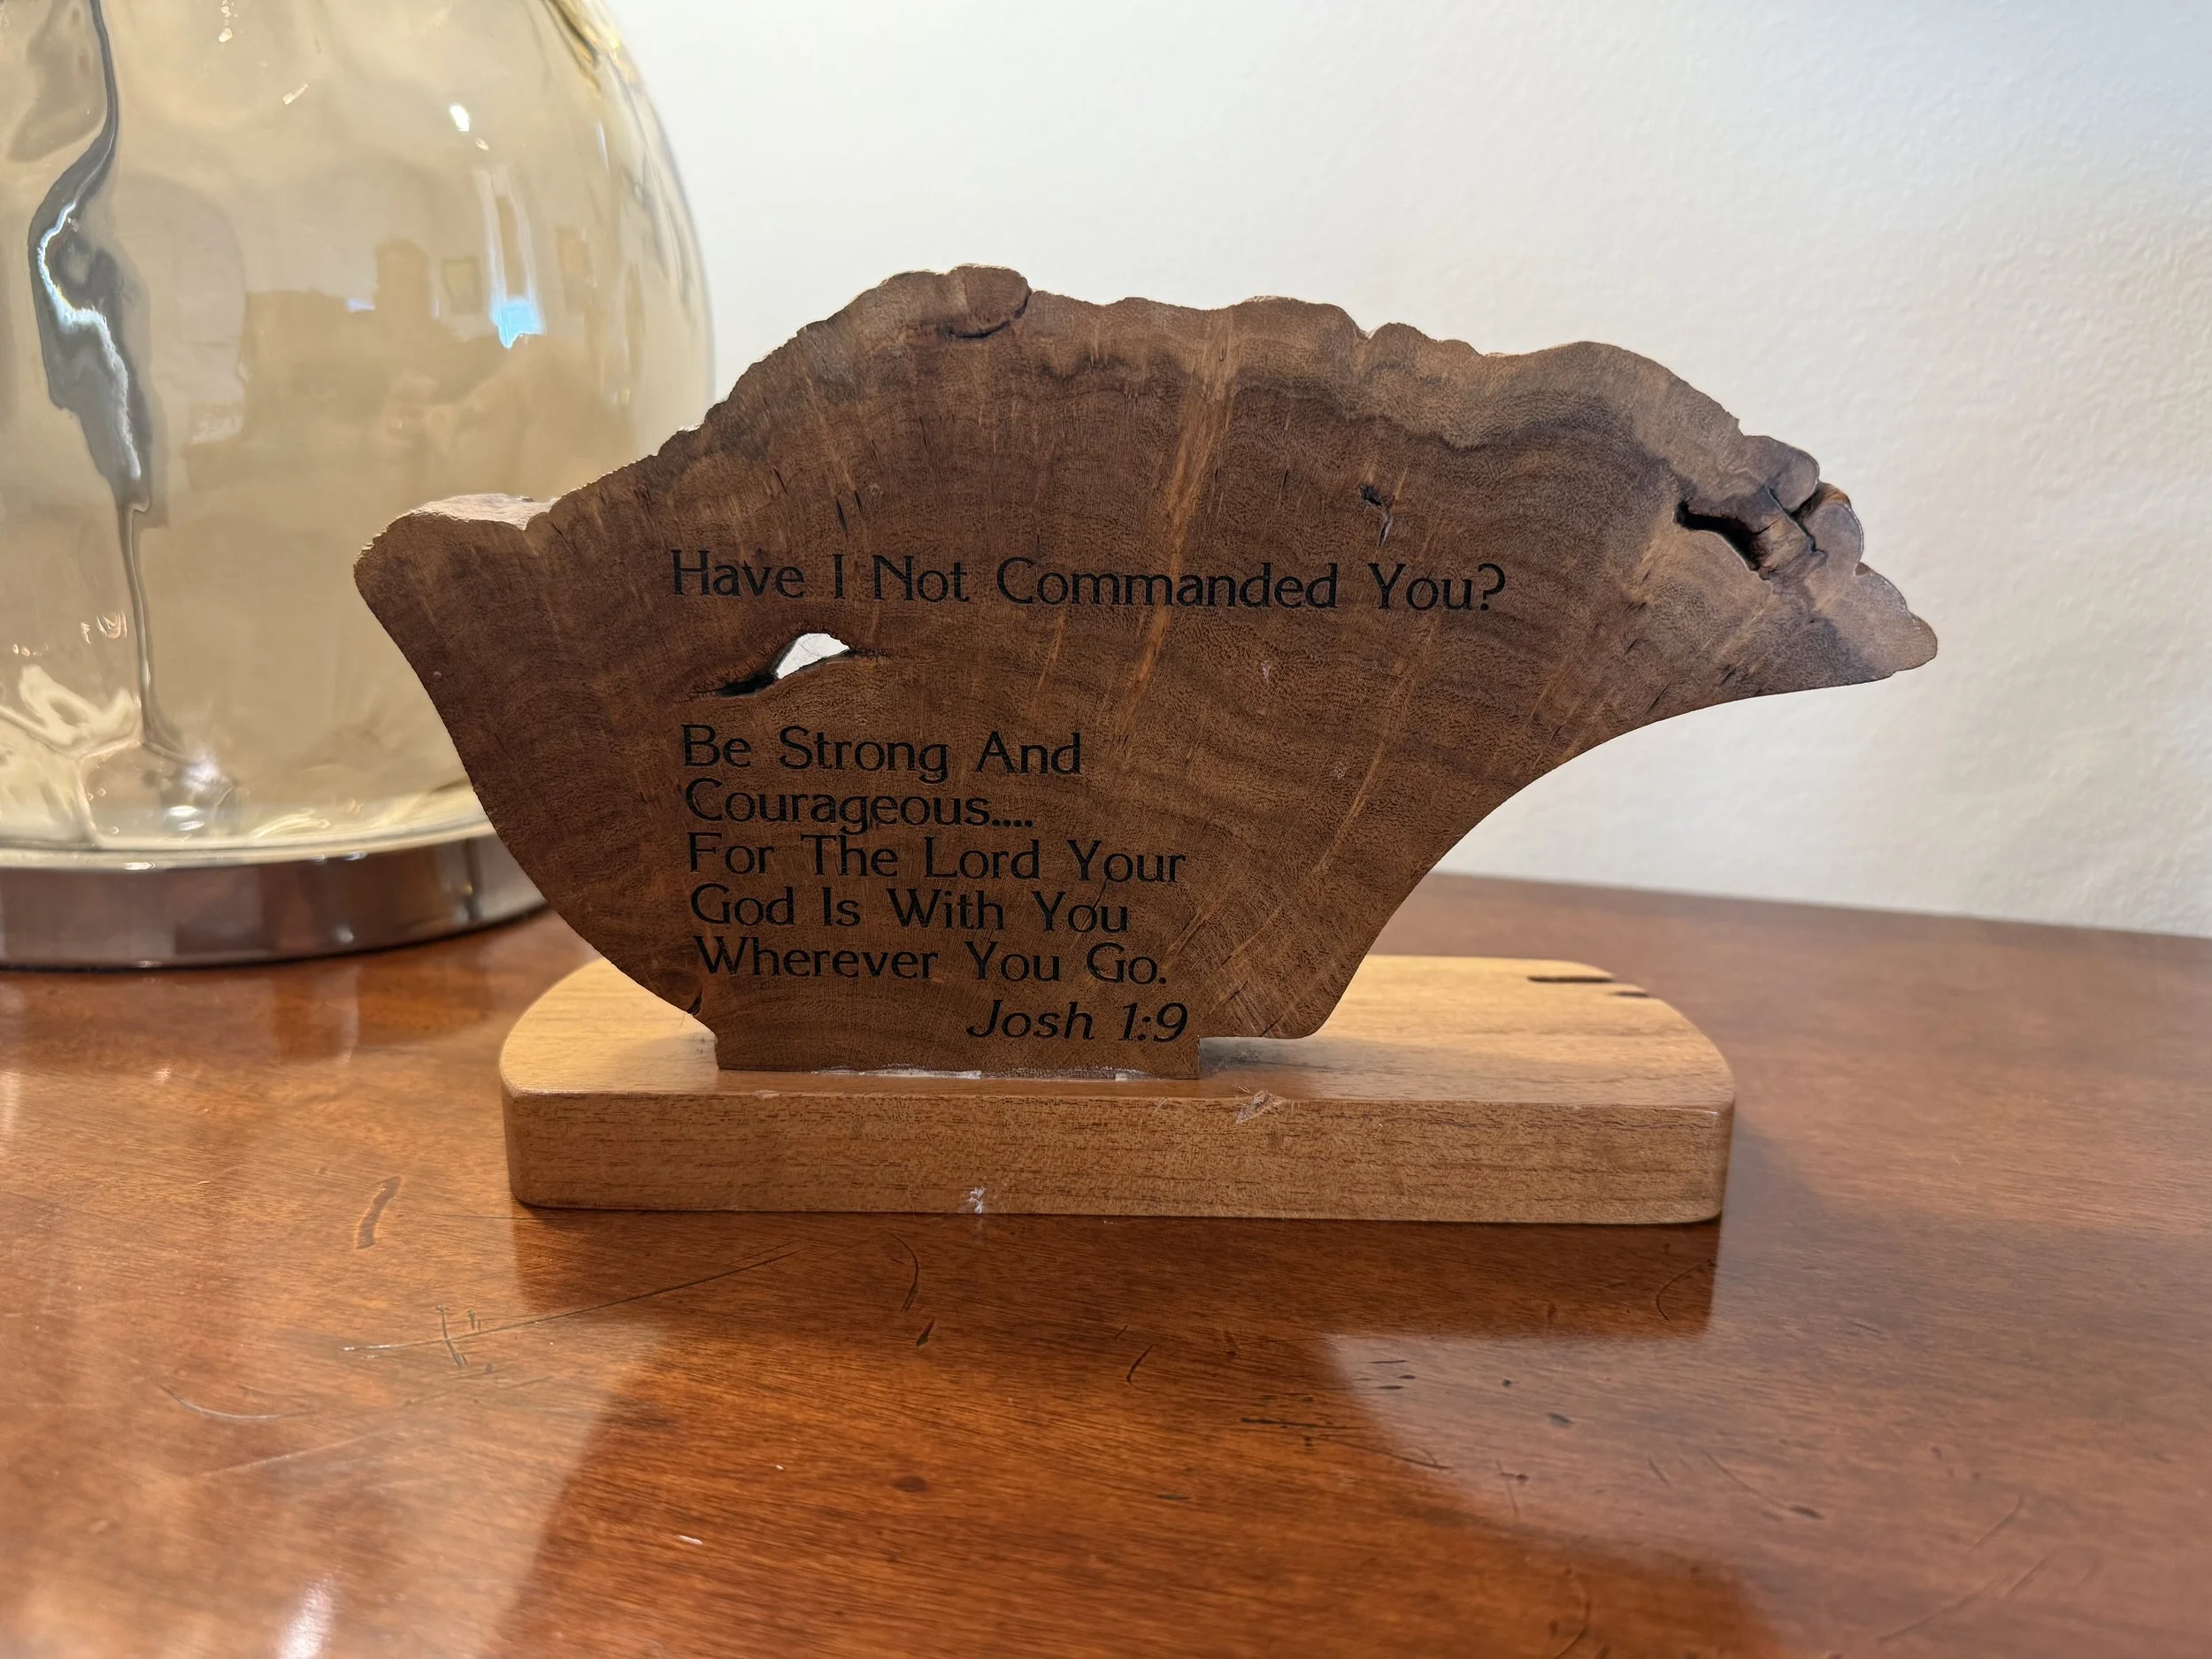 Have I Not Commanded You?
Be Strong And
Courageous....
For The Lord Your
God Is With You
Wherever You Go.
Josh 1:9